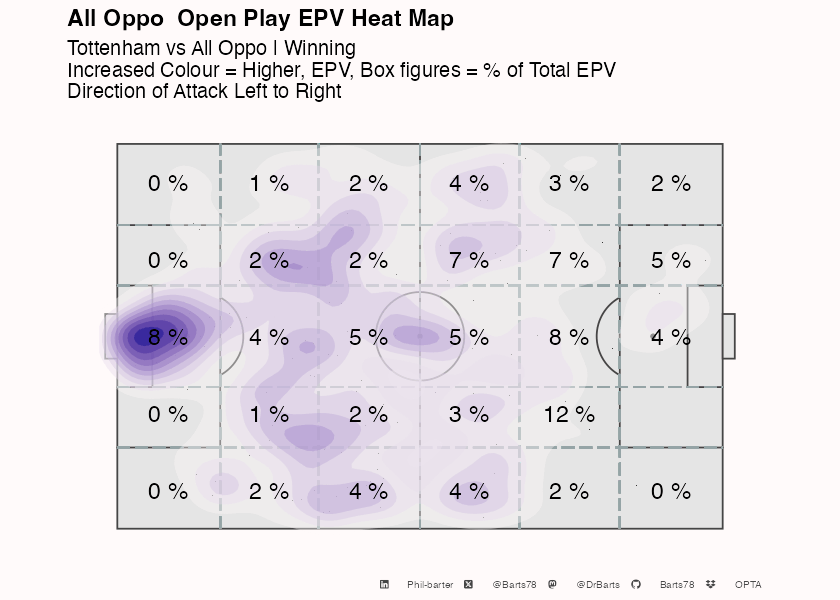 All Oppo  Open Play EPV Heat Map
Tottenham vs All Oppo | Winning
Increased Colour = Higher, EPV, Box figures = % of Total EPV
Direction of Attack Left to Right
0 % 1 % 2 % 4 % 3 % 2 %
0 % 2 % 2 % 7 % 7 % 5 %
8 % 4 % 5 % 5 % 8 % 4 %
0 % 1 % 2 % 3 % 12 %
0 % 2 % 4 % 4 % 2 % 0 %
Phil-barter @Barts78 @DrBarts Barts78 OPTA